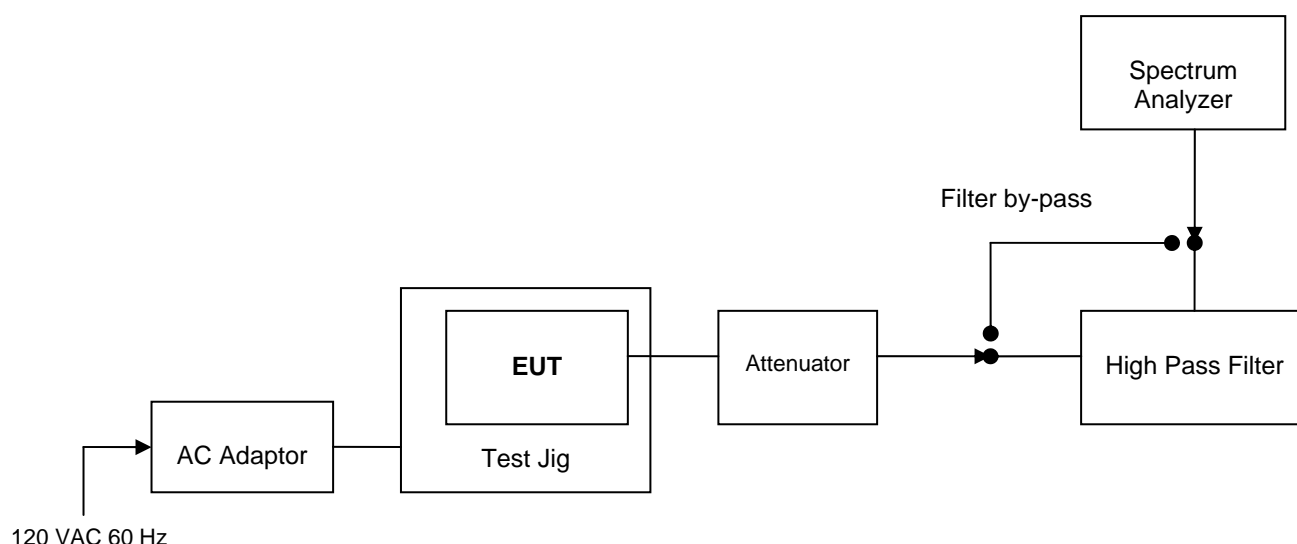 Spectrum
Analyzer
Filter by-pass
EUT
Attenuator
High Pass Filter
AC Adaptor
Test Jig
120 VAC 60 Hz